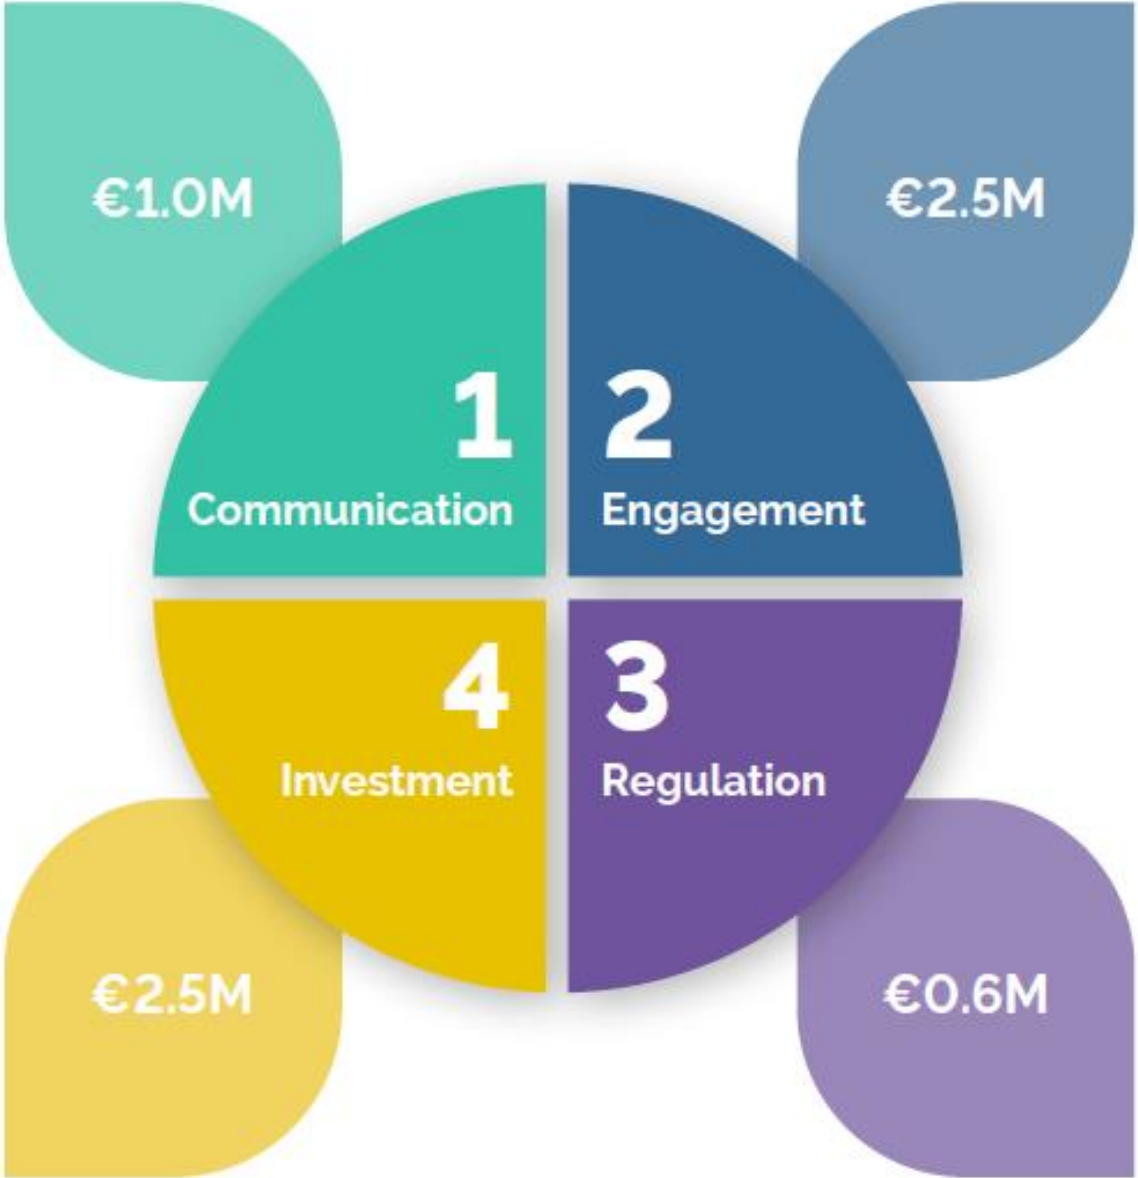 €1.0M
€2.5M
1
Communication
2
Engagement
4
Investment
3
Regulation
€2.5M
€0.6M